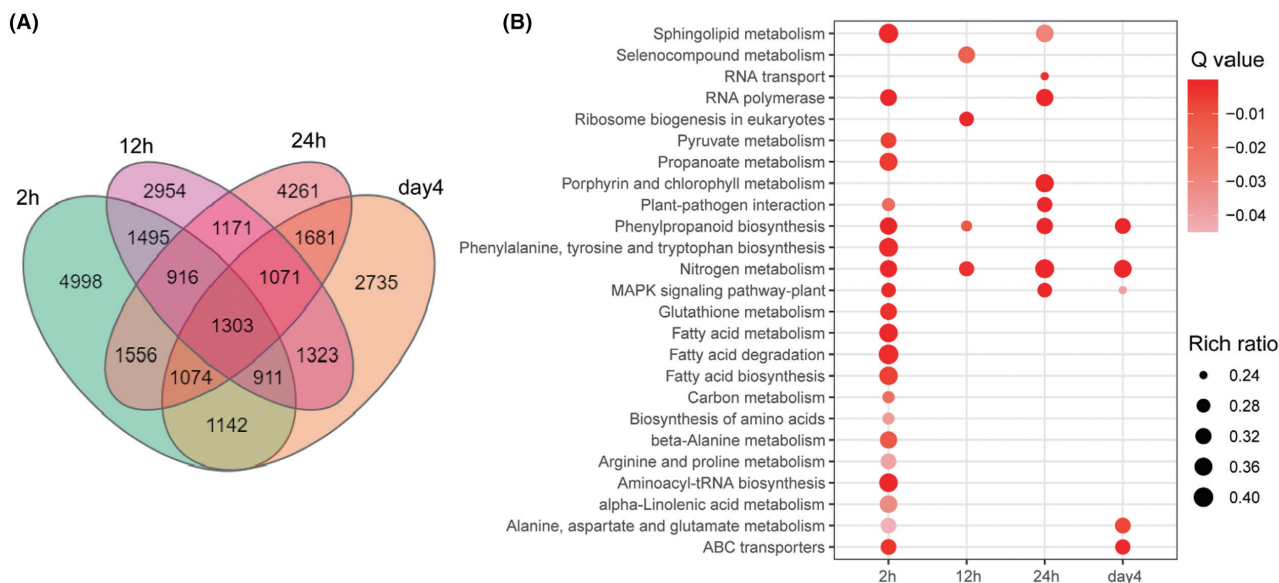 (A)
2h
12h
24h
day4
4998
2954
4261
2735
1495
1171
1681
916
1071
1303
1556
1323
1074
911
1142
(B)
Sphingolipid metabolism
Selenocompound metabolism
RNA transport
RNA polymerase
Ribosome biogenesis in eukaryotes
Pyruvate metabolism
Propanoate metabolism
Porphyrin and chlorophyll metabolism
Plant-pathogen interaction
Phenylpropanoid biosynthesis
Phenylalanine, tyrosine and tryptophan biosynthesis
Nitrogen metabolism
MAPK signaling pathway-plant
Glutathione metabolism
Fatty acid metabolism
Fatty acid degradation
Fatty acid biosynthesis
Carbon metabolism
Biosynthesis of amino acids
beta-Alanine metabolism
Arginine and proline metabolism
Aminoacyl-tRNA biosynthesis
alpha-Linolenic acid metabolism
Alanine, aspartate and glutamate metabolism
ABC transporters
2h 12h 24h day4
Q value
−0.01
−0.02
−0.03
−0.04
Rich ratio
0.24
0.28
0.32
0.36
0.40